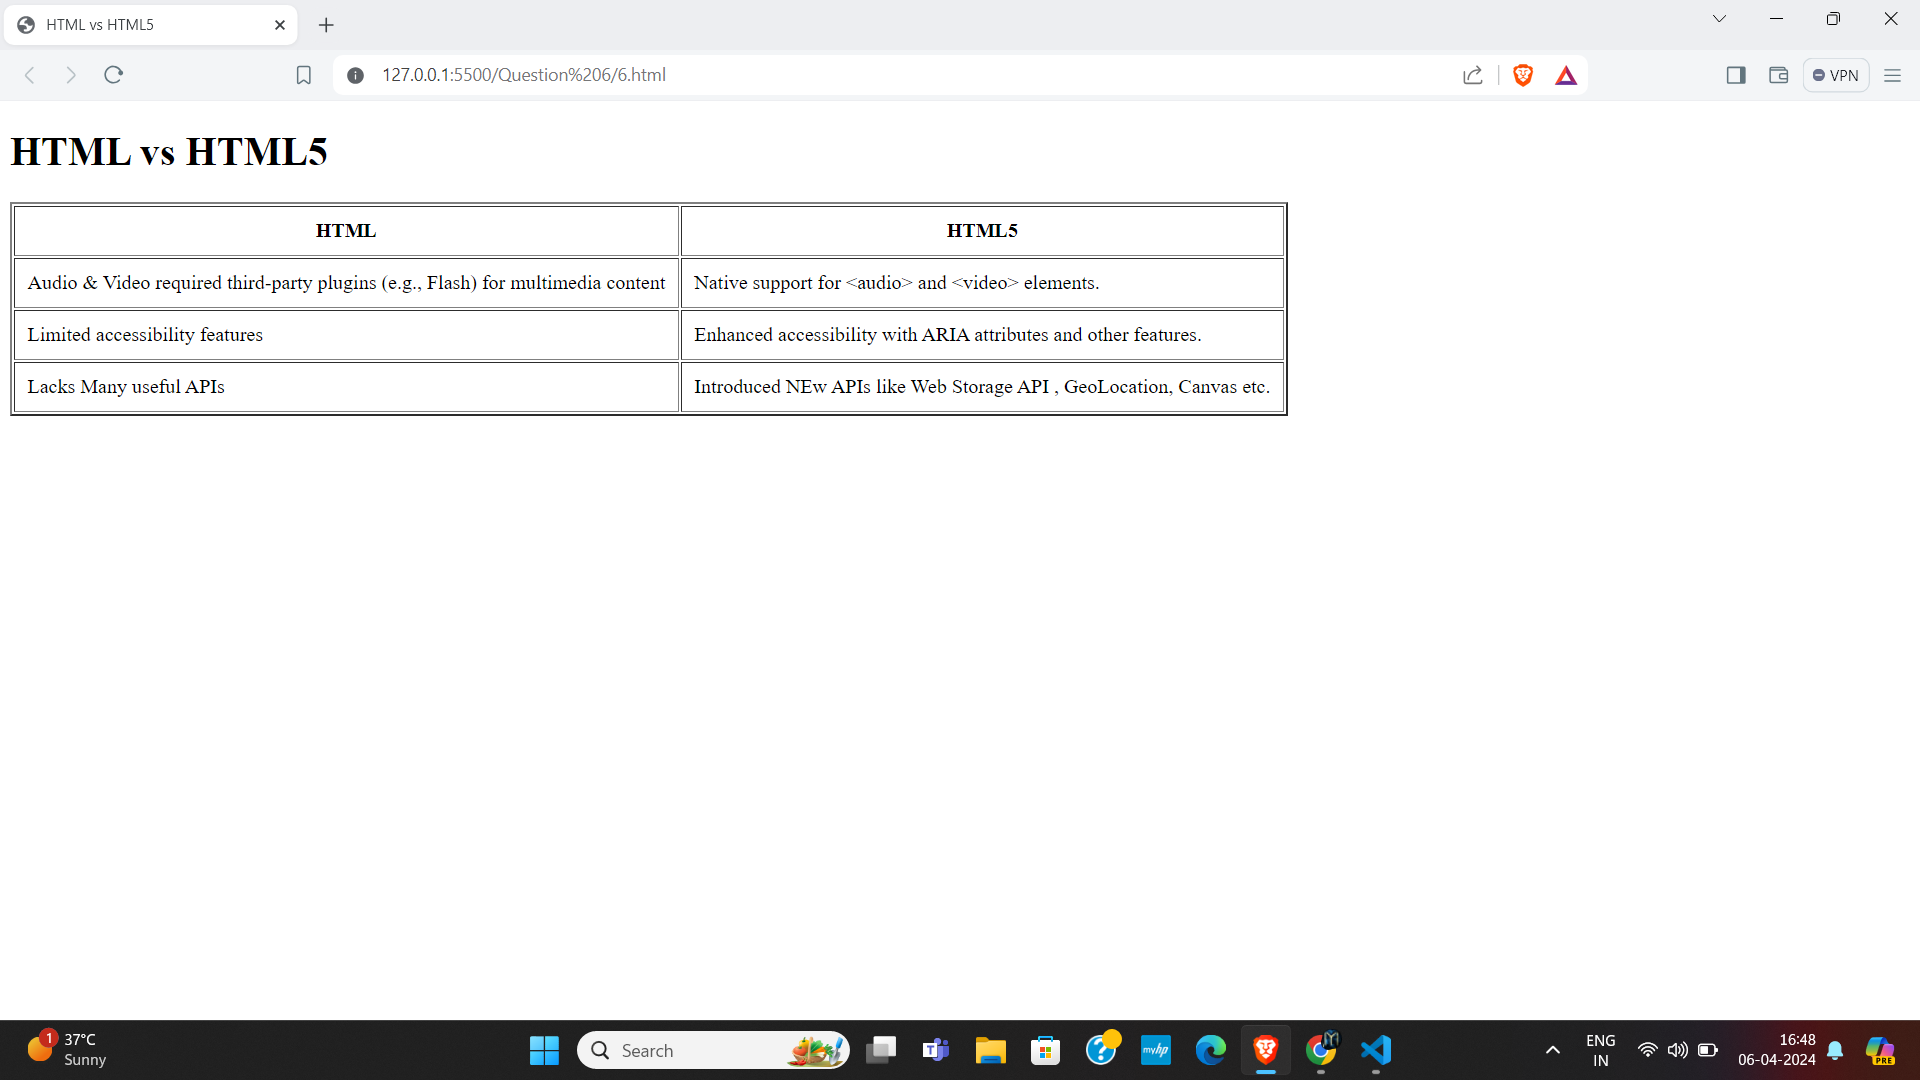 HTML vs HTML5
127.0.0.1:5500/Question%206/6.html
VPN
HTML vs HTML5
HTML HTML5
Audio & Video required third-party plugins (e.g., Flash) for multimedia content Native support for <audio> and <video> elements.
Limited accessibility features Enhanced accessibility with ARIA attributes and other features.
Lacks Many useful APIs Introduced NEw APIs like Web Storage API , GeoLocation, Canvas etc.
1
37°C
Sunny
Search
myhp
ENG
IN
16:48
06-04-2024
PRE